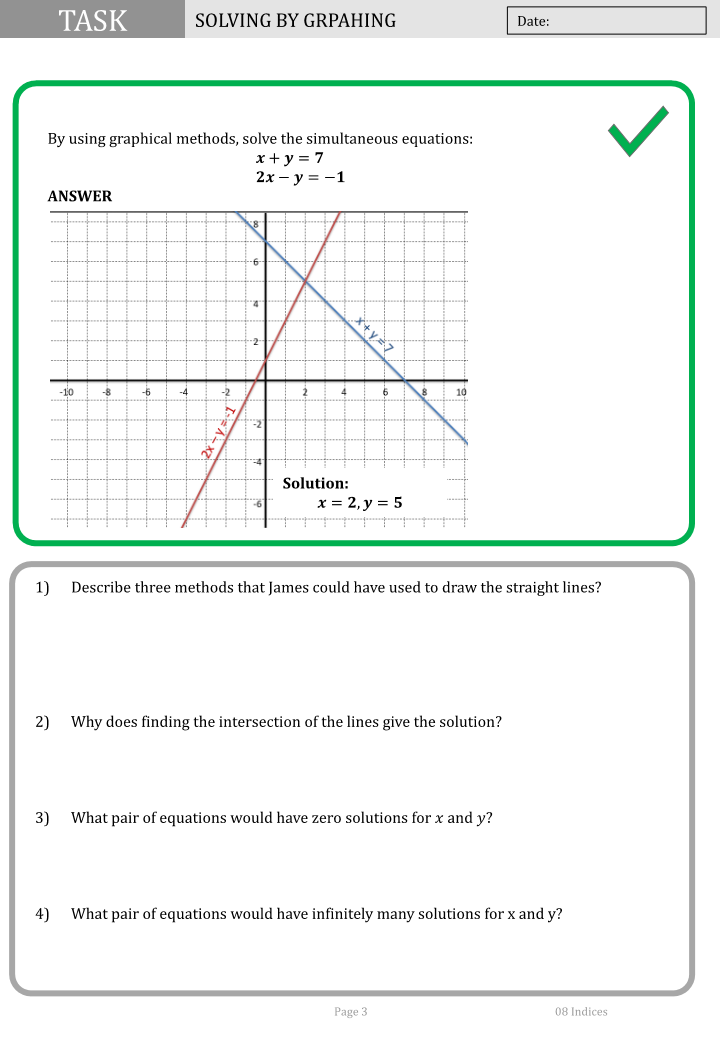 TASK
SOLVING BY GRPAHING
Date:
By using graphical methods, solve the simultaneous equations:
x + y = 7
2x − y = −1
ANSWER
8
6
4
2
-10 -8 -6 -4 -2 2 4 6 8 10
-2
-4
-6
x + y = 7
2x − y = -1
Solution:
x = 2, y = 5
1) Describe three methods that James could have used to draw the straight lines?
2) Why does finding the intersection of the lines give the solution?
3) What pair of equations would have zero solutions for x and y?
4) What pair of equations would have infinitely many solutions for x and y?
Page 3
08 Indices